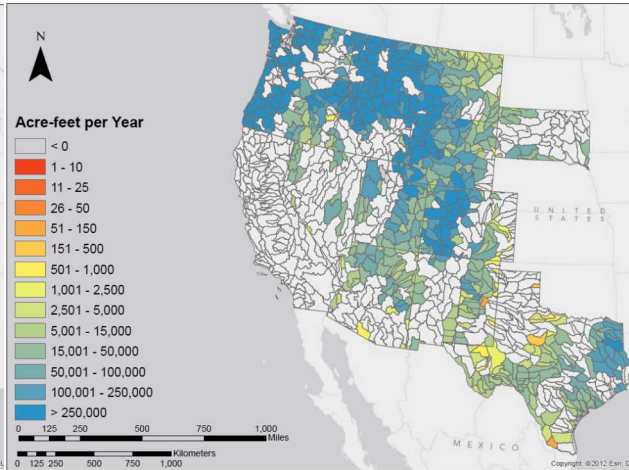 N
Acre-feet per Year
< 0
1 - 10
11 - 25
26 - 50
51 - 150
151 - 500
501 - 1,000
1,001 - 2,500
2,501 - 5,000
5,001 - 15,000
15,001 - 50,000
50,001 - 100,000
100,001 - 250,000
> 250,000
0 125 250 500 750 1,000
Miles
Kilometers
0 125 250 500 750 1,000
UNITED
STATES
MEXICO
Copyright:©2012 Esri,